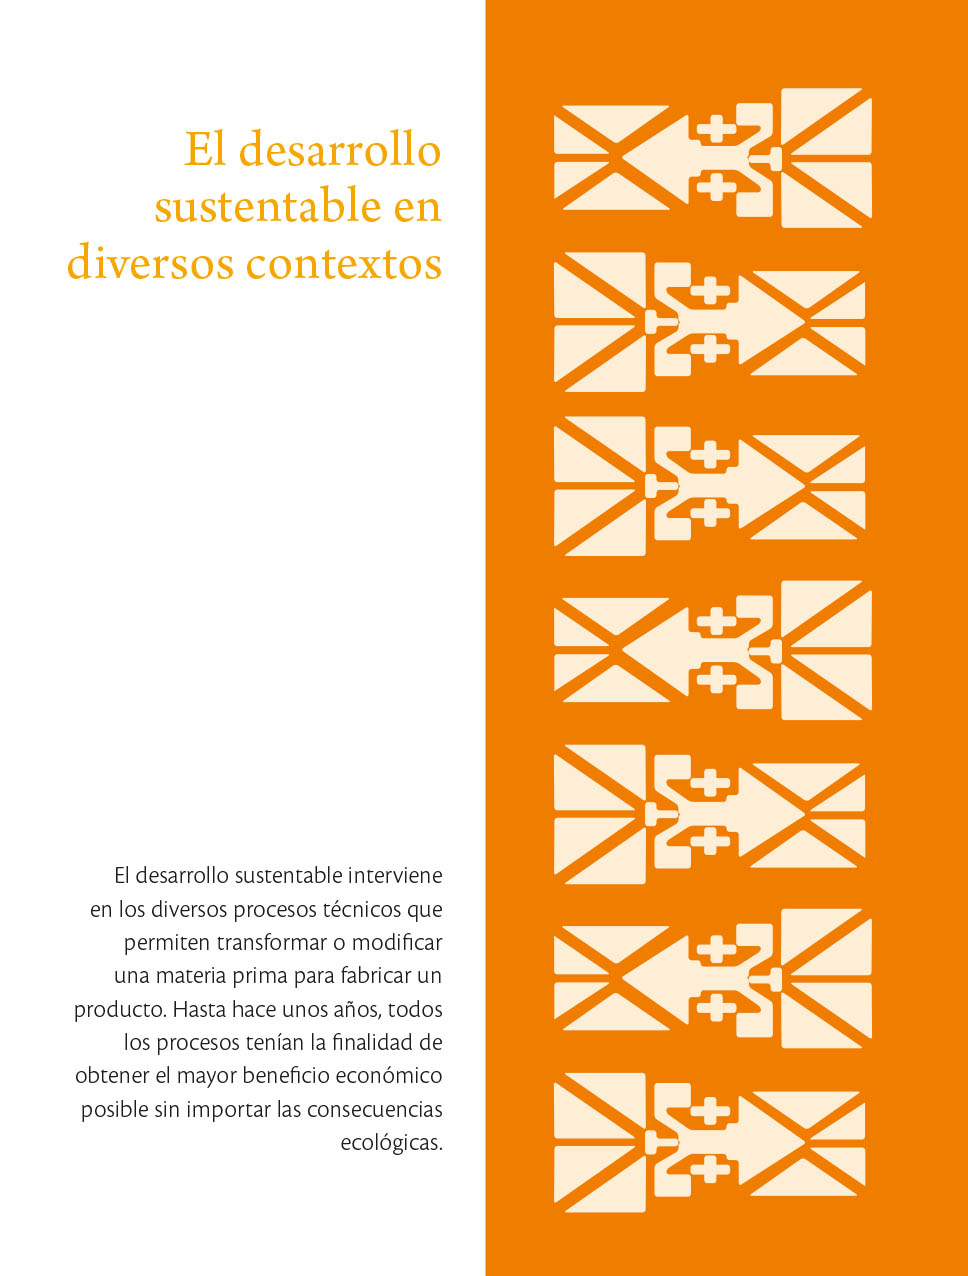 El desarrollo
sustentable en
diversos contextos
El desarrollo sustentable interviene
en los diversos procesos técnicos que
permiten transformar o modificar
una materia prima para fabricar un
producto. Hasta hace unos años, todos
los procesos tenían la finalidad de
obtener el mayor beneficio económico
posible sin importar las consecuencias
ecológicas.